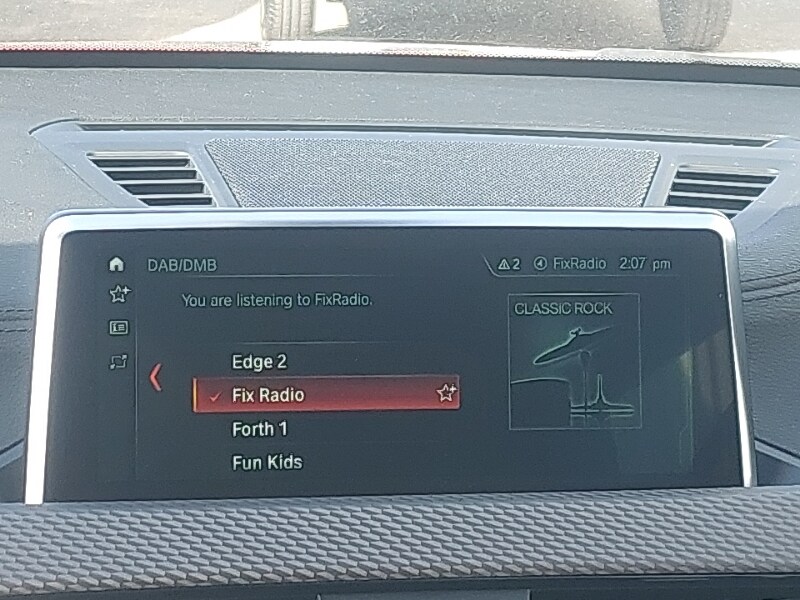 DAB/DMB
2 FixRadio 2:07 pm
You are listening to FixRadio.
CLASSIC ROCK
Edge 2
Fix Radio
Forth 1
Fun Kids